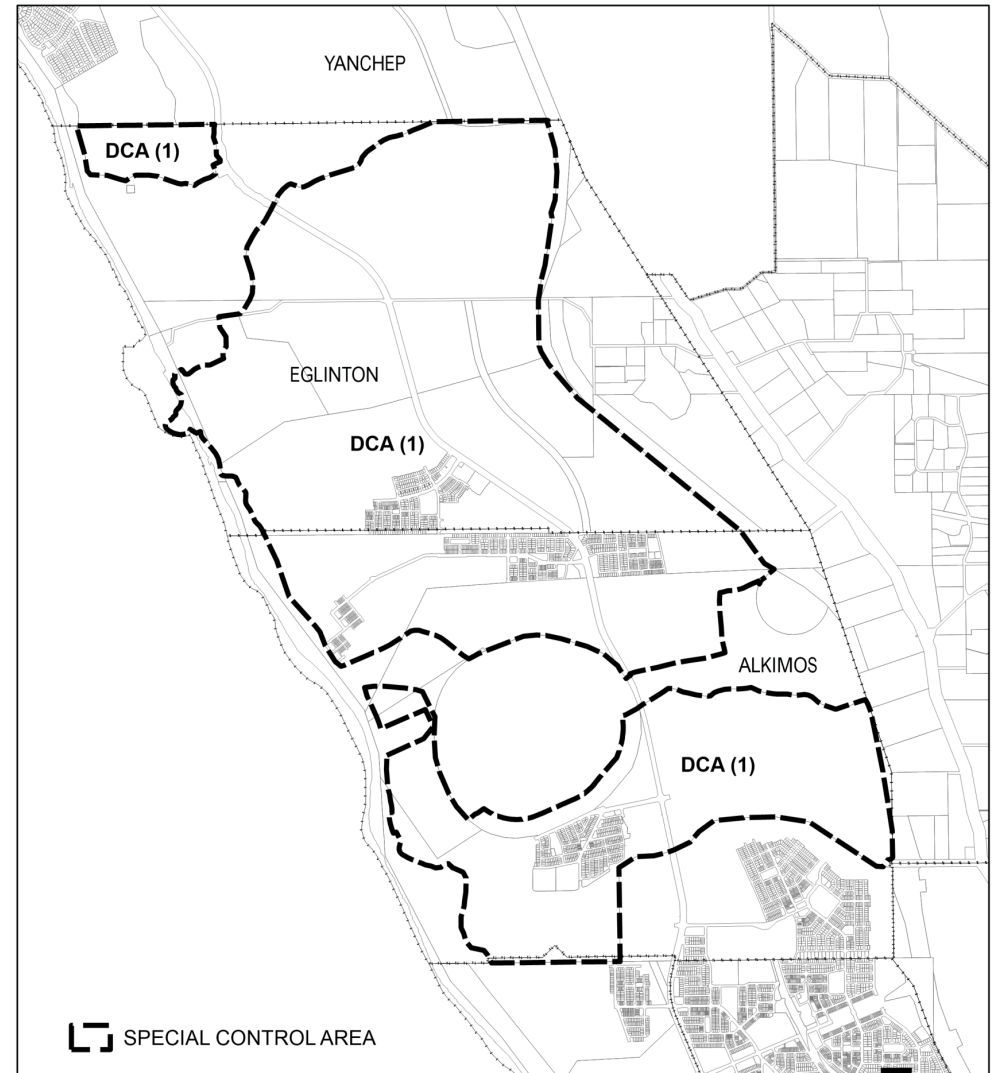 YANCHEP
DCA (1)
EGLINTON
DCA (1)
ALKIMOS
DCA (1)
SPECIAL CONTROL AREA